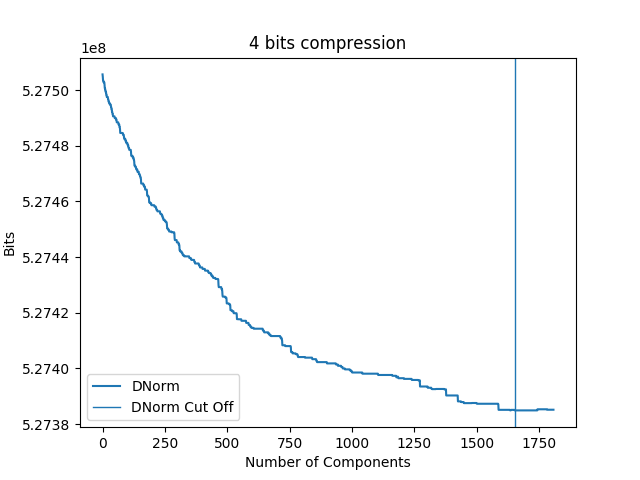 4 bits compression
1e8
5.2750
5.2748
5.2746
5.2744
5.2742
5.2740
5.2738
Bits
DNorm
DNorm Cut Off
0 250 500 750 1000 1250 1500 1750
Number of Components